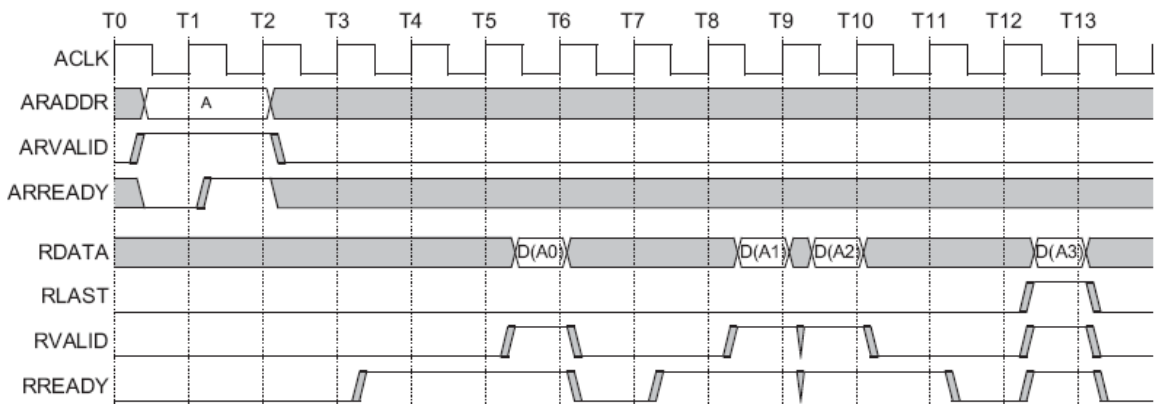 T0 T1 T2 T3 T4 T5 T6 T7 T8 T9 T10 T11 T12 T13
ACLK
ARADDR A
ARVALID
ARREADY
RDATA D(A0) D(A1) D(A2) D(A3)
RLAST
RVALID
RREADY